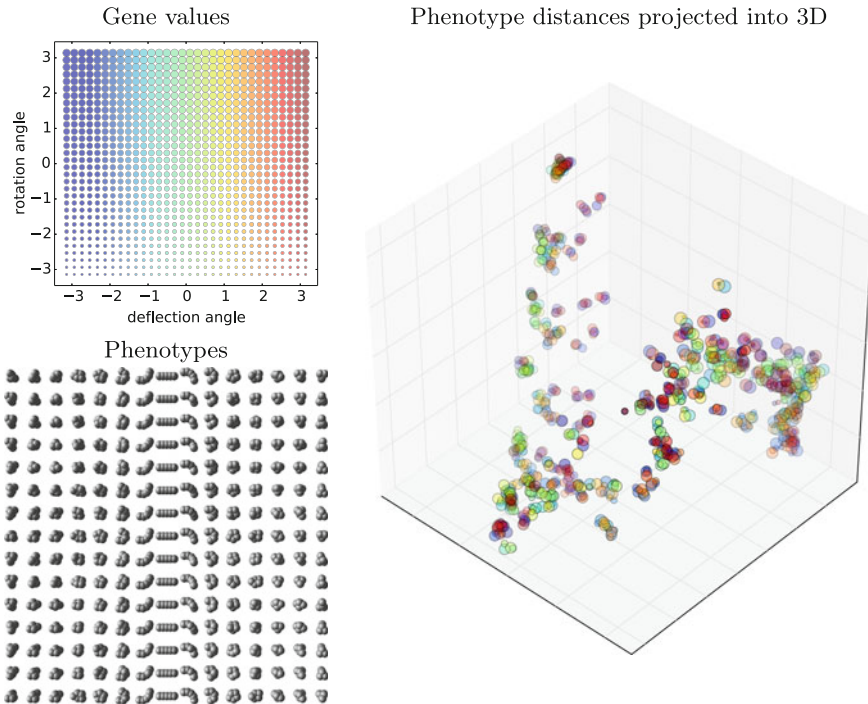 Gene values
Phenotype distances projected into 3D
3
2
1
0
−1
−2
−3
rotation angle
−3 −2 −1 0 1 2 3
deflection angle
Phenotypes